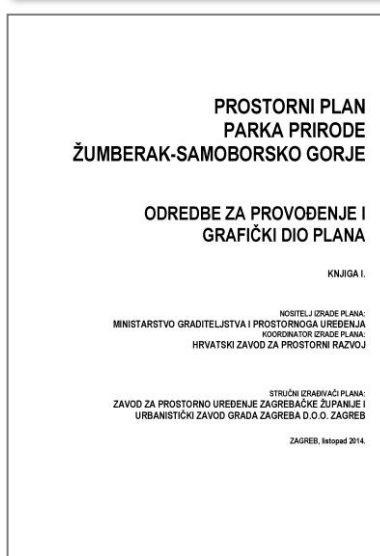 PROSTORNI PLAN
PARKA PRIRODE
ŽUMBERAK-SAMOBORSKO GORJE
ODREDBE ZA PROVOĐENJE I
GRAFIČKI DIO PLANA
KNJIGA I.
NOSITELJ IZRADE PLANA:
MINISTARSTVO GRADITELJSTVA I PROSTORNOGA UREĐENJA
KOORDINATOR IZRADE PLANA:
HRVATSKI ZAVOD ZA PROSTORNI RAZVOJ
STRUČNI IZRAĐIVAČI PLANA:
ZAVOD ZA PROSTORNO UREĐENJE ZAGREBAČKE ŽUPANIJE I
URBANISTIČKI ZAVOD GRADA ZAGREBA D.O.O. ZAGREB
ZAGREB, listopad 2014.